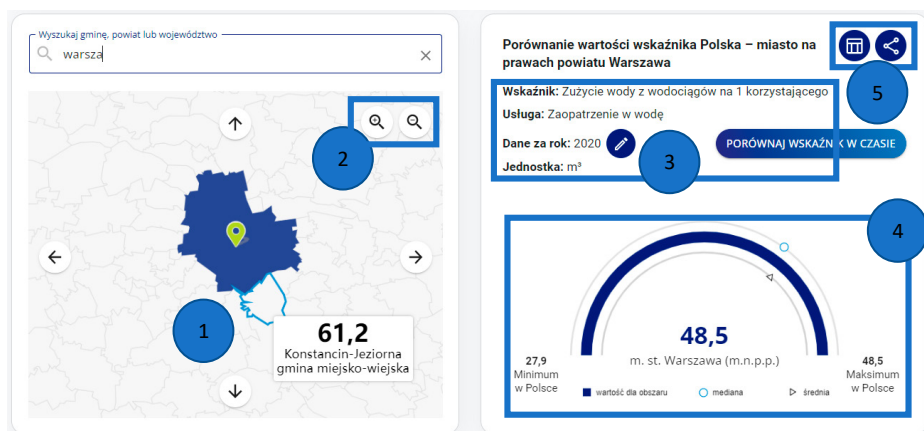 Wyszukaj gminę, powiat lub województwo
warsza
2
1
61,2
Konstancin-Jeziorna
gmina miejsko-wiejska
Porównanie wartości wskaźnika Polska – miasto na
prawach powiatu Warszawa
5
Wskaźnik: Zużycie wody z wodociągów na 1 korzystającego
Usługa: Zaopatrzenie w wodę
Dane za rok: 2020
PORÓWNAJ WSKAŹNIK W CZASIE
3
Jednostka: m³
4
48,5
m. st. Warszawa (m.n.p.p.)
27,9
Minimum
w Polsce
48,5
Maksimum
w Polsce
wartość dla obszaru
mediana
średnia